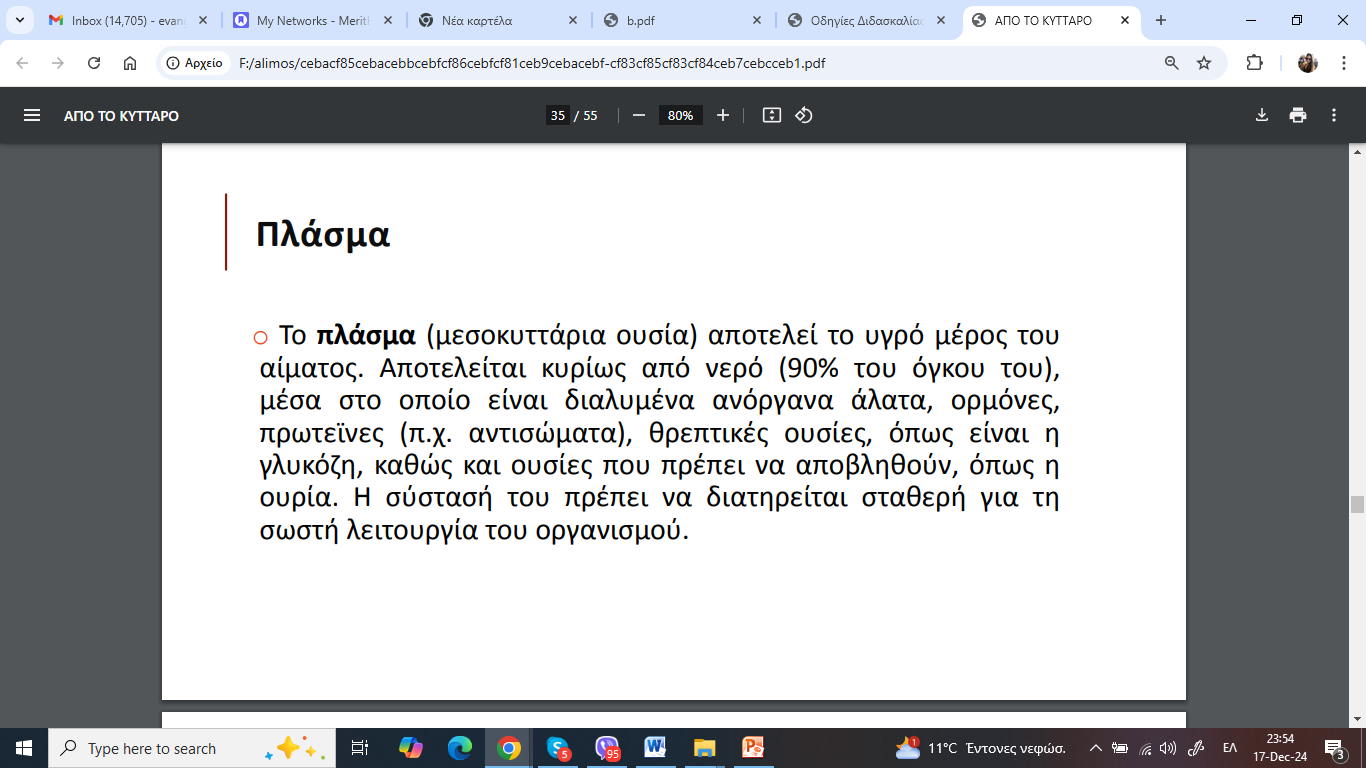 Inbox (14,705) - evan
My Networks - Merith
Νέα καρτέλα
b.pdf
Οδηγίες Διδασκαλίας
ΑΠΟ ΤΟ ΚΥΤΤΑΡΟ
Αρχείο
F:/alimos/cebacf85cebacebbcebfcf86cebfcf81ceb9cebacebf-cf83cf85cf83cf84ceb7cebcceb1.pdf
ΑΠΟ ΤΟ ΚΥΤΤΑΡΟ
35 / 55
80%
Πλάσμα
Το πλάσμα (μεσοκυττάρια ουσία) αποτελεί το υγρό μέρος του
αίματος. Αποτελείται κυρίως από νερό (90% του όγκου του),
μέσα στο οποίο είναι διαλυμένα ανόργανα άλατα, ορμόνες,
πρωτεϊνες (π.χ. αντισώματα), θρεπτικές ουσίες, όπως είναι η
γλυκόζη, καθώς και ουσίες που πρέπει να αποβληθούν, όπως η
ουρία. Η σύστασή του πρέπει να διατηρείται σταθερή για τη
σωστή λειτουργία του οργανισμού.
Type here to search
5
95
1
11°C Έντονες νεφώσ.
ΕΛ
23:54
17-Dec-24
3